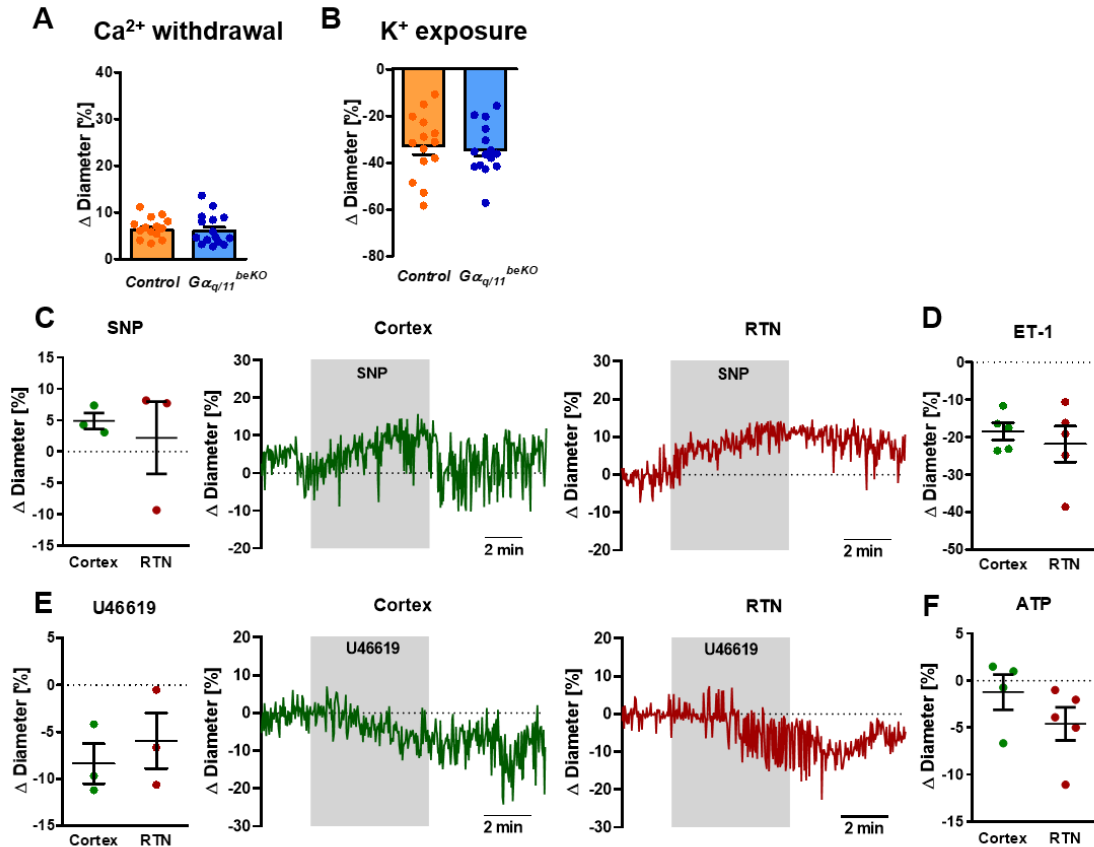 A
Ca²⁺ withdrawal
Δ Diameter [%]
40
30
20
10
0
Control
Gαq/11^beKO
B
K⁺ exposure
Δ Diameter [%]
0
-20
-40
-60
-80
Control
Gαq/11^beKO
C
SNP
Δ Diameter [%]
15
10
5
0
-5
-10
-15
Cortex
RTN
Cortex
Δ Diameter [%]
30
20
10
0
-10
-20
SNP
2 min
RTN
Δ Diameter [%]
30
20
10
0
-10
-20
SNP
2 min
D
ET-1
Δ Diameter [%]
0
-10
-20
-30
-40
-50
Cortex
RTN
E
U46619
Δ Diameter [%]
5
0
-5
-10
-15
Cortex
RTN
Cortex
Δ Diameter [%]
20
10
0
-10
-20
-30
U46619
2 min
RTN
Δ Diameter [%]
20
10
0
-10
-20
-30
U46619
2 min
F
ATP
Δ Diameter [%]
5
0
-5
-10
-15
Cortex
RTN